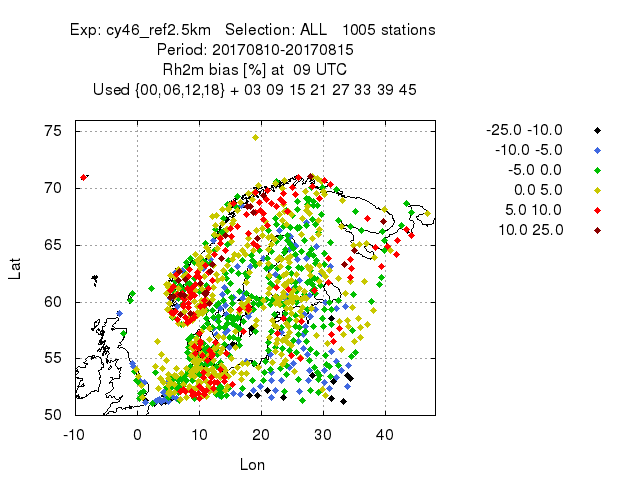 Exp: cy46_ref2.5km   Selection: ALL   1005 stations
Period: 20170810-20170815
Rh2m bias [%] at  09 UTC
Used {00,06,12,18} + 03 09 15 21 27 33 39 45
75
70
65
60
55
50
Lat
-10 0 10 20 30 40
Lon
-25.0 -10.0
-10.0 -5.0
-5.0 0.0
0.0 5.0
5.0 10.0
10.0 25.0